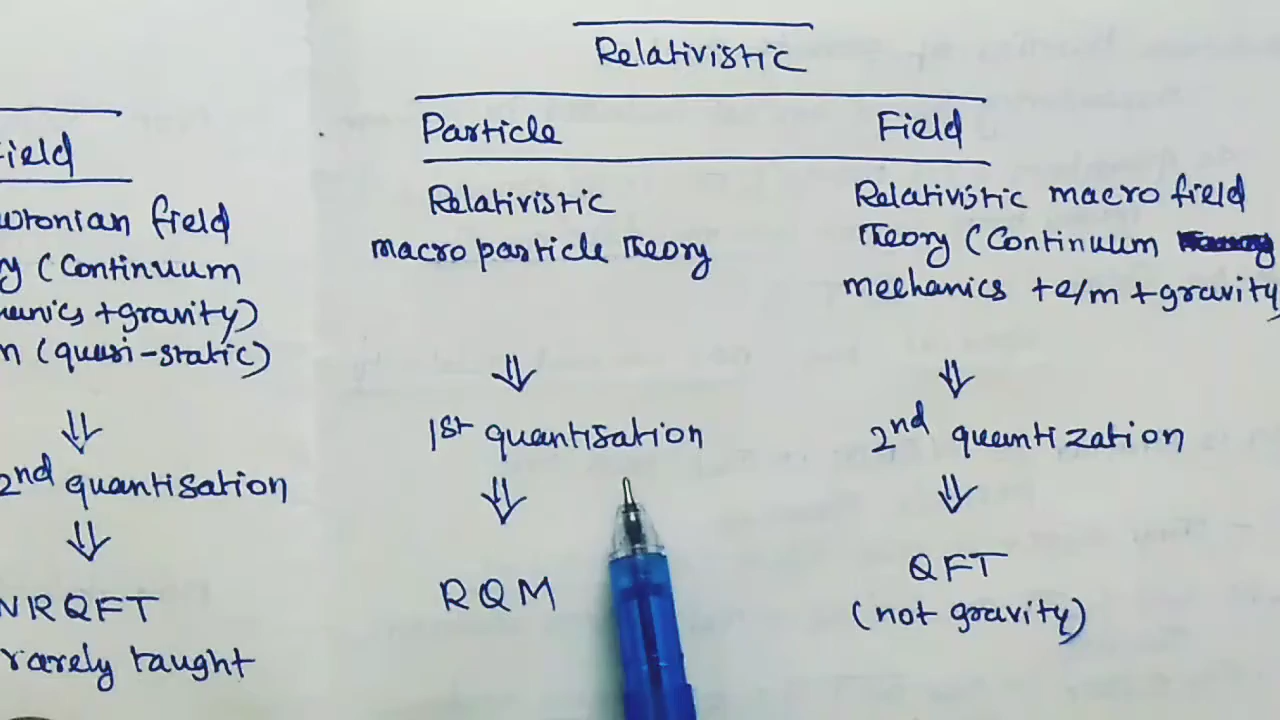 Relativistic
ield
wtonian field
y (Continuum
anics + gravity)
n (quasi-static)
⇓
2nd quantisation
⇓
NRQFT
rarely taught
Particle
Relativistic
macro particle Theory
⇓
1st quantisation
⇓
RQM
Field
Relativistic macro field
Theory (Continuum
mechanics + e/m + gravity)
⇓
2nd quantization
⇓
QFT
(not gravity)